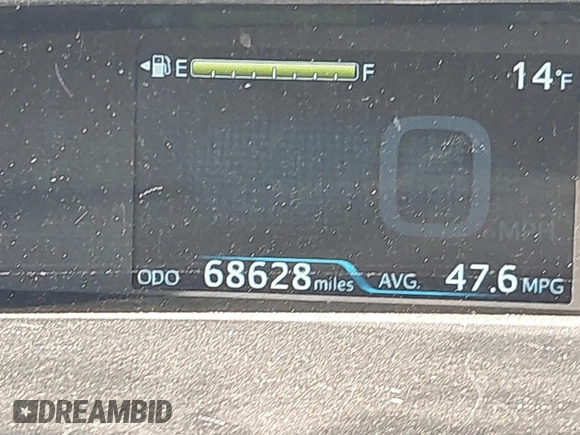 E F 14°F
0
MPH
ODO 68628 miles AVG. 47.6 MPG
DREAMBID